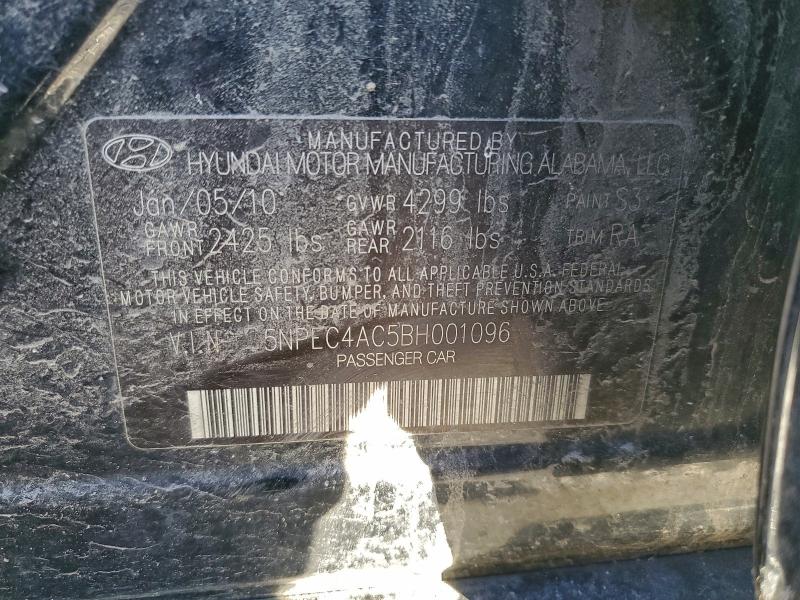 MANUFACTURED BY
HYUNDAI MOTOR MANUFACTURING ALABAMA, LLC
Jan/05/10 GVWR 4299 lbs PAINT S3
GAWR FRONT 2425 lbs GAWR REAR 2116 lbs TRIM RA
THIS VEHICLE CONFORMS TO ALL APPLICABLE U.S.A. FEDERAL
MOTOR VEHICLE SAFETY, BUMPER, AND THEFT PREVENTION STANDARDS
IN EFFECT ON THE DATE OF MANUFACTURE SHOWN ABOVE.
V.I.N 5NPEC4AC5BH001096
PASSENGER CAR